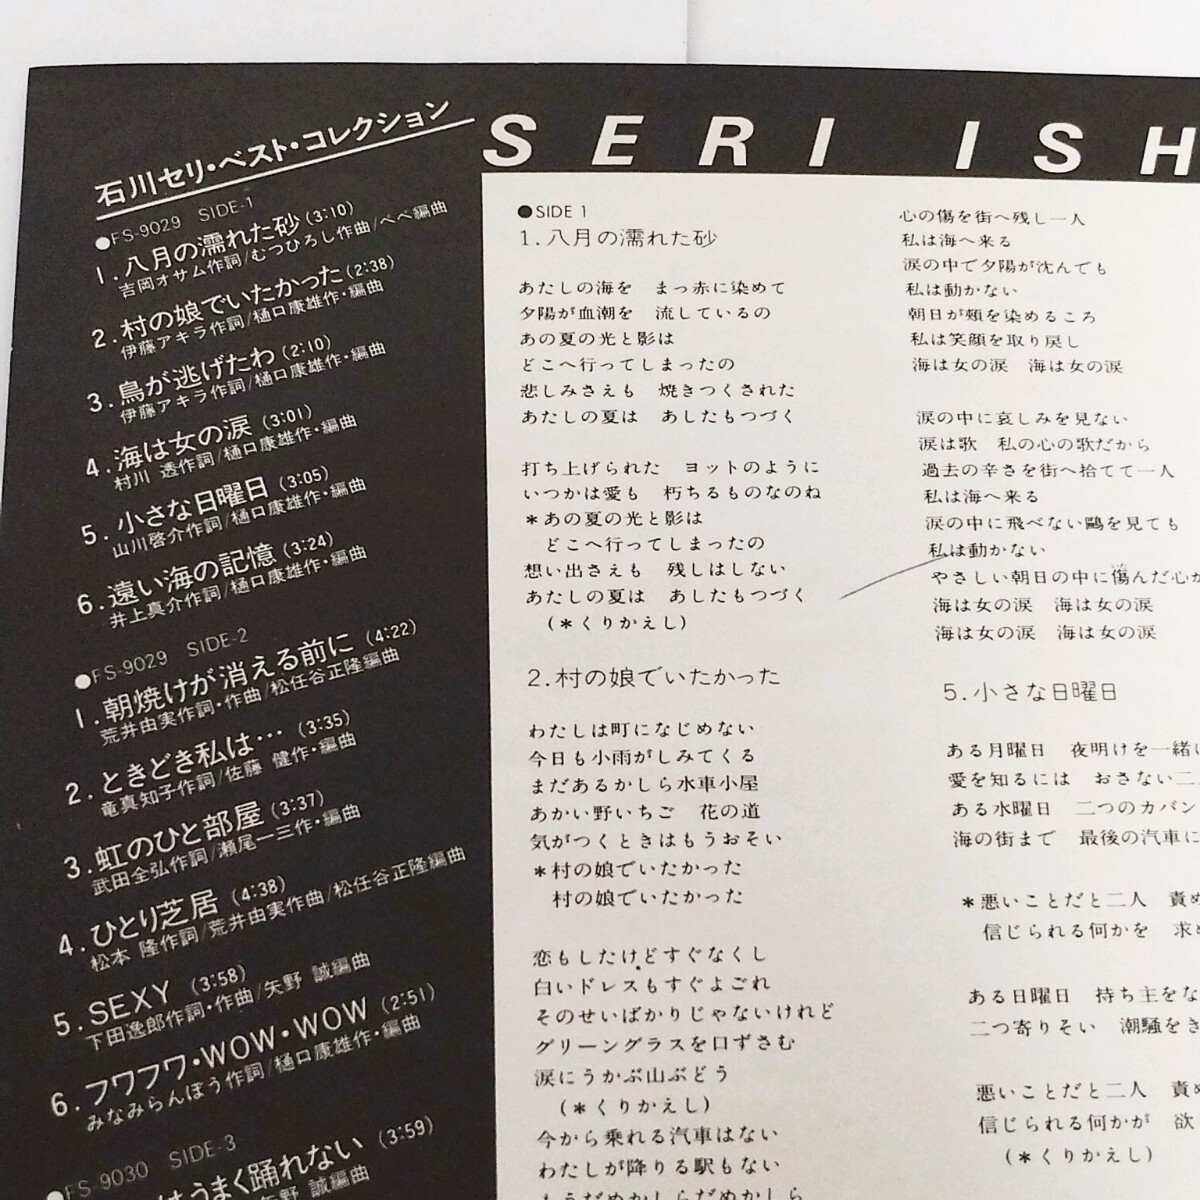 石川セリ・ベスト・コレクション
●FS-9029 SIDE-1
1.八月の濡れた砂(3:10)
吉岡オサム作詞/むつひろし作曲/ペペ編曲
2.村の娘でいたかった(2:38)
伊藤アキラ作詞/樋口康雄作・編曲
3.鳥が逃げたわ(2:10)
伊藤アキラ作詞/樋口康雄作・編曲
4.海は女の涙(3:01)
村川 透作詞/樋口康雄作・編曲
5.小さな日曜日(3:05)
山川啓介作詞/樋口康雄作・編曲
6.遠い海の記憶(3:24)
井上真介作詞/樋口康雄作・編曲
●FS-9029 SIDE-2
1.朝焼けが消える前に(4:22)
荒井由実作詞・作曲/松任谷正隆編曲
2.ときどき私は…(3:35)
竜真知子作詞/佐藤 健作・編曲
3.虹のひと部屋(3:37)
武田全弘作詞/瀬尾一三作・編曲
4.ひとり芝居(4:38)
松本 隆作詞/荒井由実作曲/松任谷正隆編曲
5.SEXY(3:58)
下田逸郎作詞・作曲/矢野 誠編曲
6.フワフワ・WOW・WOW(2:51)
みなみらんぼう作詞/樋口康雄作・編曲
●FS-9030 SIDE-3
はうまく踊れない(3:59)
矢野 誠編曲
SERI ISH
●SIDE 1
1.八月の濡れた砂
あたしの海を まっ赤に染めて
夕陽が血潮を 流しているの
あの夏の光と影は
どこへ行ってしまったの
悲しみさえも 焼きつくされた
あたしの夏は あしたもつづく
打ち上げられた ヨットのように
いつかは愛も 朽ちるものなのね
*あの夏の光と影は
どこへ行ってしまったの
想い出さえも 残しはしない
あたしの夏は あしたもつづく
(*くりかえし)
2.村の娘でいたかった
わたしは町になじめない
今日も小雨がしみてくる
まだあるかしら水車小屋
あかい野いちご 花の道
気がつくときはもうおそい
*村の娘でいたかった
村の娘でいたかった
恋もしたけどすぐなくし
白いドレスもすぐよごれ
そのせいばかりじゃないけれど
グリーングラスを口ずさむ
涙にうかぶ山ぶどう
(*くりかえし)
今から乗れる汽車はない
わたしが降りる駅もない
もうだめかしらだめかしら
心の傷を街へ残し一人
私は海へ来る
涙の中で夕陽が沈んでも
私は動かない
朝日が頬を染めるころ
私は笑顔を取り戻し
海は女の涙 海は女の涙
涙の中に哀しみを見ない
涙は歌 私の心の歌だから
過去の辛さを街へ捨てて一人
私は海へ来る
涙の中に飛べない鷗を見ても
私は動かない
やさしい朝日の中に傷んだ心が
海は女の涙 海は女の涙
海は女の涙 海は女の涙
5.小さな日曜日
ある月曜日 夜明けを一緒に
愛を知るには おさない二
ある水曜日 二つのカバン
海の街まで 最後の汽車に
*悪いことだと二人 責め
信じられる何かを 求め
ある日曜日 持ち主をな
二つ寄りそい 潮騒をき
悪いことだと二人 責め
信じられる何かが 欲
(*くりかえし)